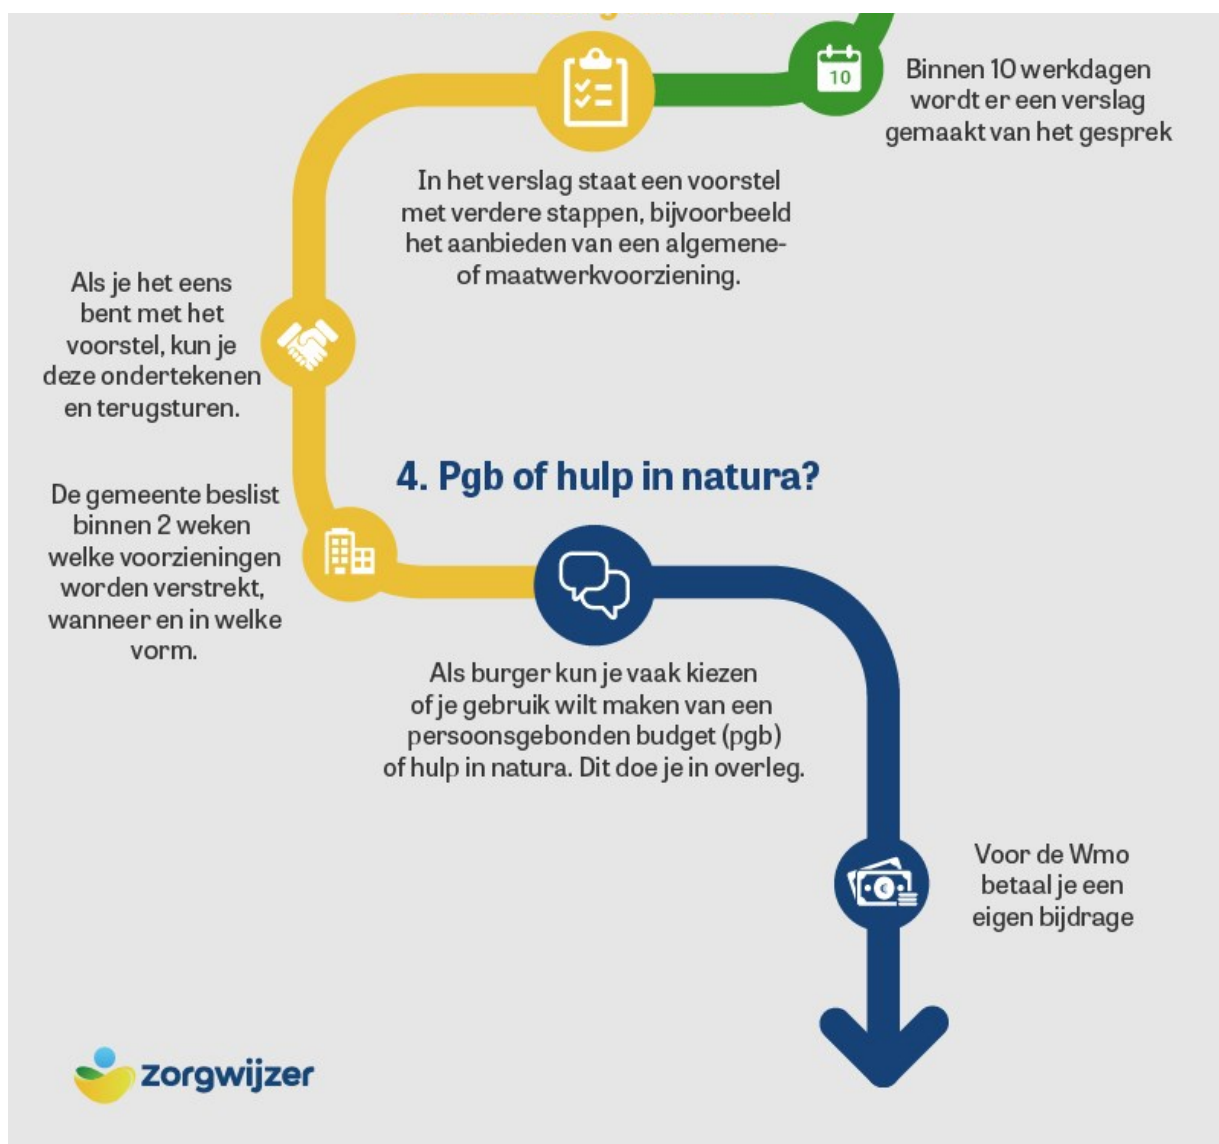 10
Binnen 10 werkdagen
wordt er een verslag
gemaakt van het gesprek
In het verslag staat een voorstel
met verdere stappen, bijvoorbeeld
het aanbieden van een algemene-
of maatwerkvoorziening.
Als je het eens
bent met het
voorstel, kun je
deze ondertekenen
en terugsturen.
De gemeente beslist
binnen 2 weken
welke voorzieningen
worden verstrekt,
wanneer en in welke
vorm.
4. Pgb of hulp in natura?
Als burger kun je vaak kiezen
of je gebruik wilt maken van een
persoonsgebonden budget (pgb)
of hulp in natura. Dit doe je in overleg.
€
Voor de Wmo
betaal je een
eigen bijdrage
zorgwijzer